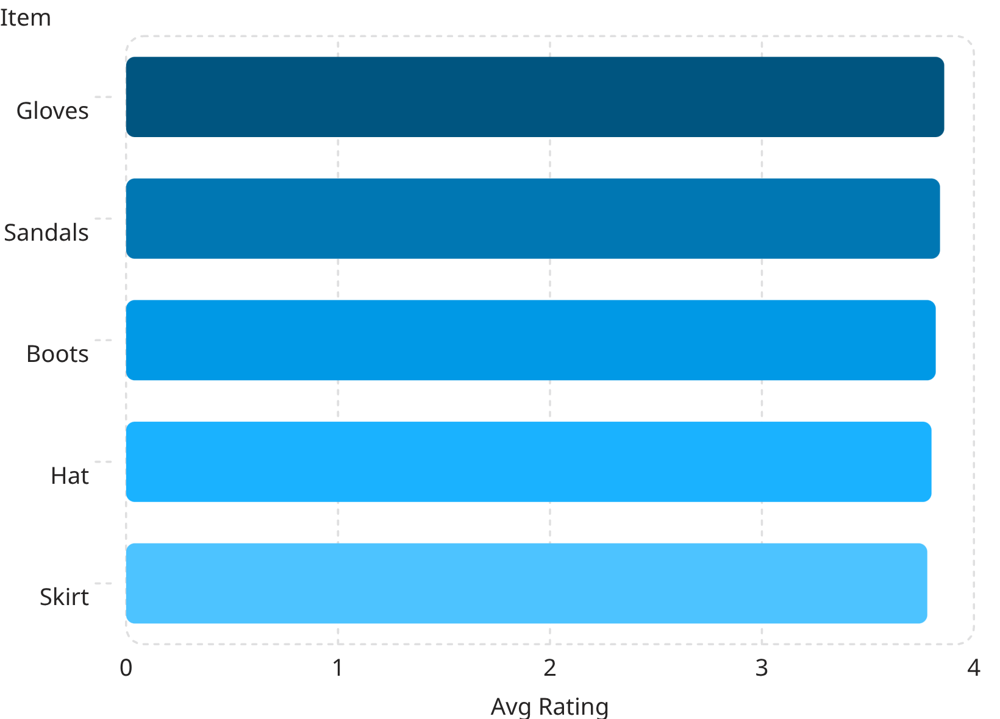 Item
Gloves
Sandals
Boots
Hat
Skirt
0 1 2 3 4
Avg Rating